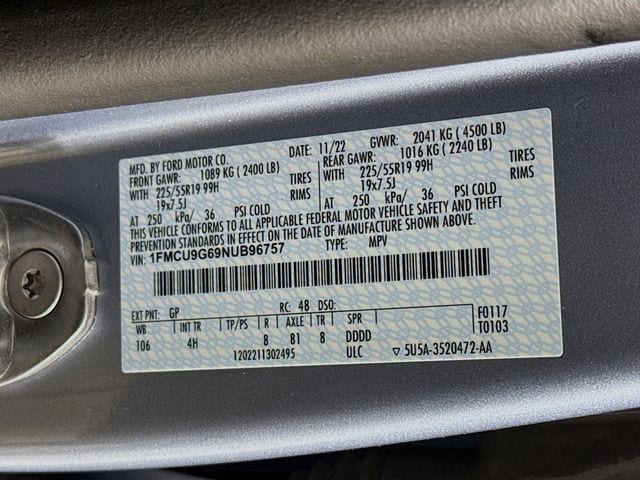 MFD. BY FORD MOTOR CO. DATE: 11/22 GVWR: 2041 KG ( 4500 LB)
FRONT GAWR: 1089 KG ( 2400 LB) REAR GAWR: 1016 KG ( 2240 LB)
WITH 225/55R19 99H TIRES WITH 225/55R19 99H TIRES
19x7.5J RIMS 19x7.5J RIMS
AT 250 kPa/ 36 PSI COLD AT 250 kPa/ 36 PSI COLD
THIS VEHICLE CONFORMS TO ALL APPLICABLE FEDERAL MOTOR VEHICLE SAFETY AND THEFT
PREVENTION STANDARDS IN EFFECT ON THE DATE OF MANUFACTURE SHOWN ABOVE.
VIN: 1FMCU9G69NUB96757 TYPE: MPV
EXT PNT: GP RC: 48 DSO: F0117
WB INT TR TP/PS R AXLE TR SPR T0103
106 4H 8 81 8 DDDD
1202211302495 ULC ▽ 5U5A-3520472-AA